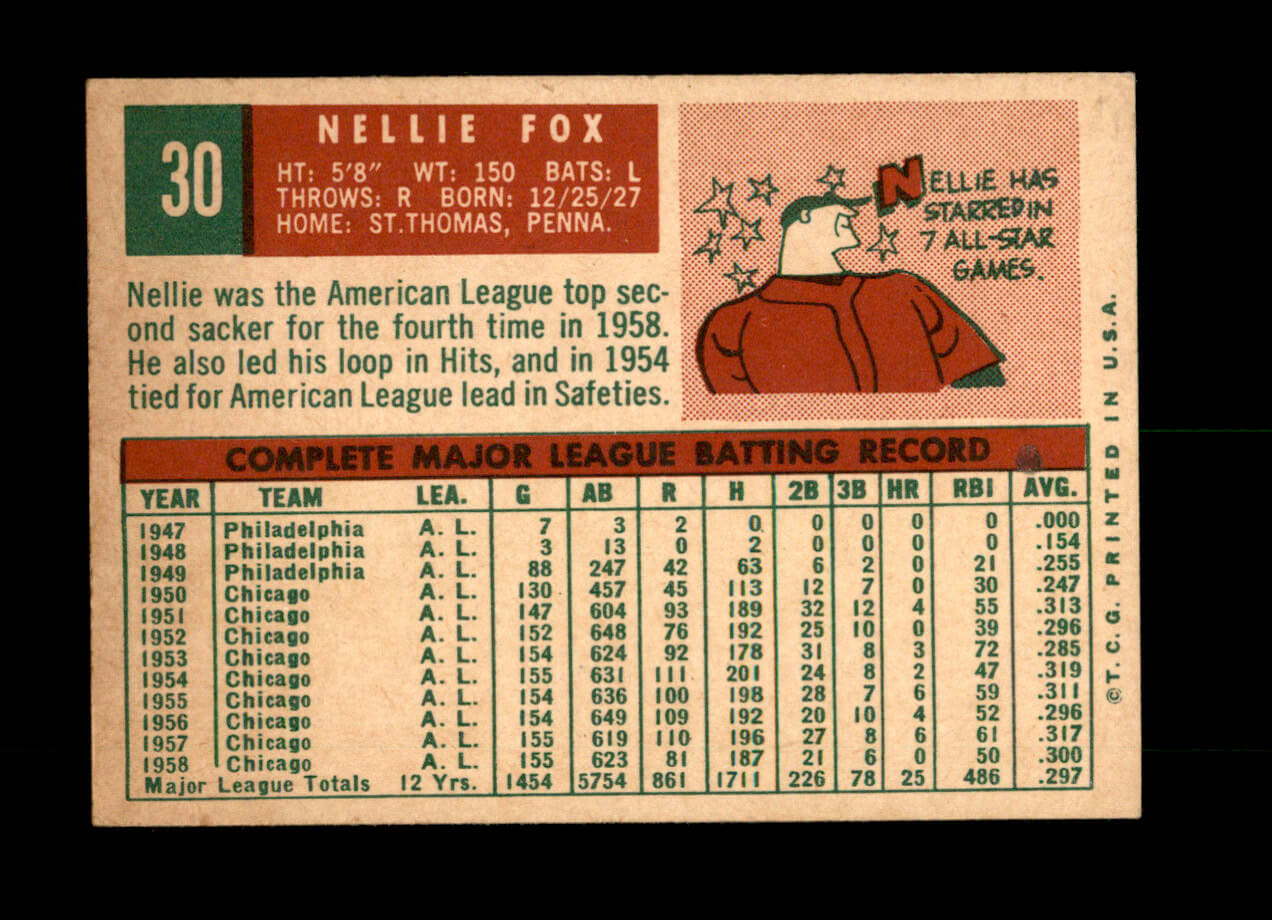 30
NELLIE FOX
HT: 5'8" WT: 150 BATS: L
THROWS: R BORN: 12/25/27
HOME: ST. THOMAS, PENNA.
NELLIE HAS
STARRED IN
7 ALL-STAR
GAMES.
Nellie was the American League top sec-
ond sacker for the fourth time in 1958.
He also led his loop in Hits, and in 1954
tied for American League lead in Safeties.
COMPLETE MAJOR LEAGUE BATTING RECORD
YEAR TEAM LEA. G AB R H 2B 3B HR RBI AVG.
1947 Philadelphia A. L. 7 3 2 0 0 0 0 0 .000
1948 Philadelphia A. L. 3 13 0 2 0 0 0 0 .154
1949 Philadelphia A. L. 88 247 42 63 6 2 0 21 .255
1950 Chicago A. L. 130 457 45 113 12 7 0 30 .247
1951 Chicago A. L. 147 604 93 189 32 12 4 55 .313
1952 Chicago A. L. 152 648 76 192 25 10 0 39 .296
1953 Chicago A. L. 154 624 92 178 31 8 3 72 .285
1954 Chicago A. L. 155 631 111 201 24 8 2 47 .319
1955 Chicago A. L. 154 636 100 198 28 7 6 59 .311
1956 Chicago A. L. 154 649 109 192 20 10 4 52 .296
1957 Chicago A. L. 155 619 110 196 27 8 6 61 .317
1958 Chicago A. L. 155 623 81 187 21 6 0 50 .300
Major League Totals 12 Yrs. 1454 5754 861 1711 226 78 25 486 .297
©T. C. G. PRINTED IN U.S.A.